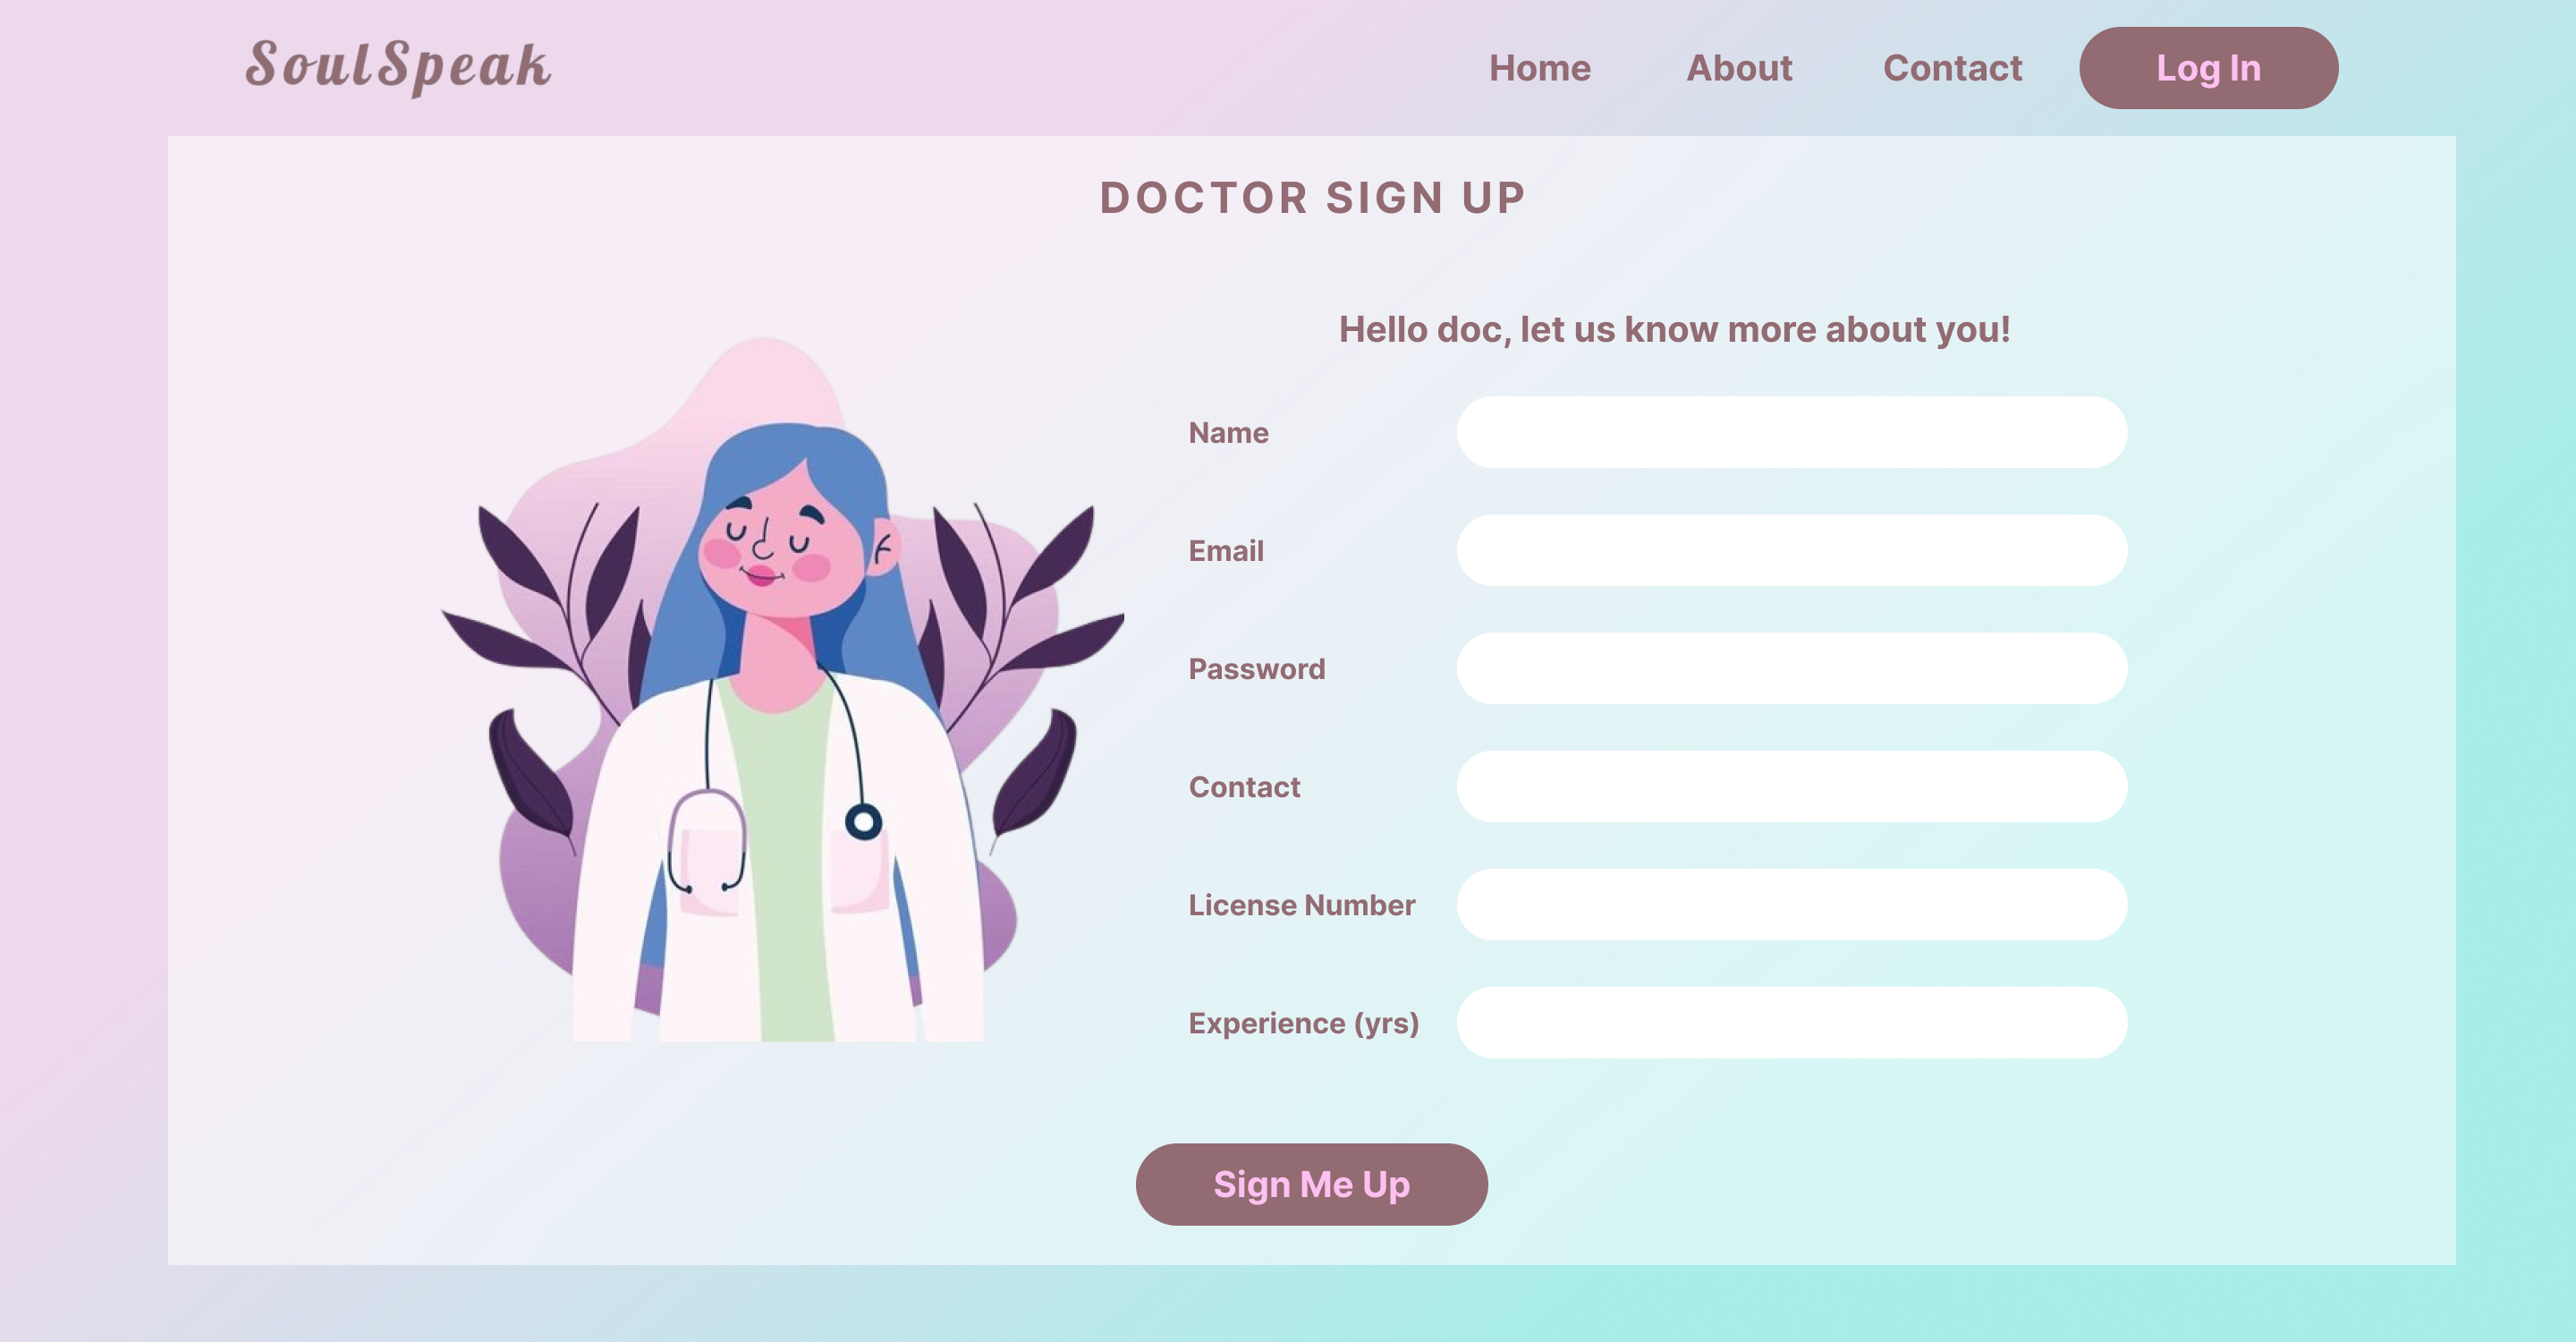 SoulSpeak
Home About Contact Log In
DOCTOR SIGN UP
Hello doc, let us know more about you!
Name
Email
Password
Contact
License Number
Experience (yrs)
Sign Me Up